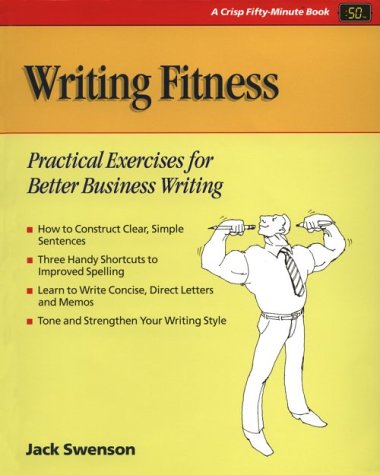 A Crisp Fifty-Minute Book
:50
Writing Fitness
Practical Exercises for
Better Business Writing
How to Construct Clear, Simple
Sentences
Three Handy Shortcuts to
Improved Spelling
Learn to Write Concise, Direct Letters
and Memos
Tone and Strengthen Your Writing Style
Jack Swenson